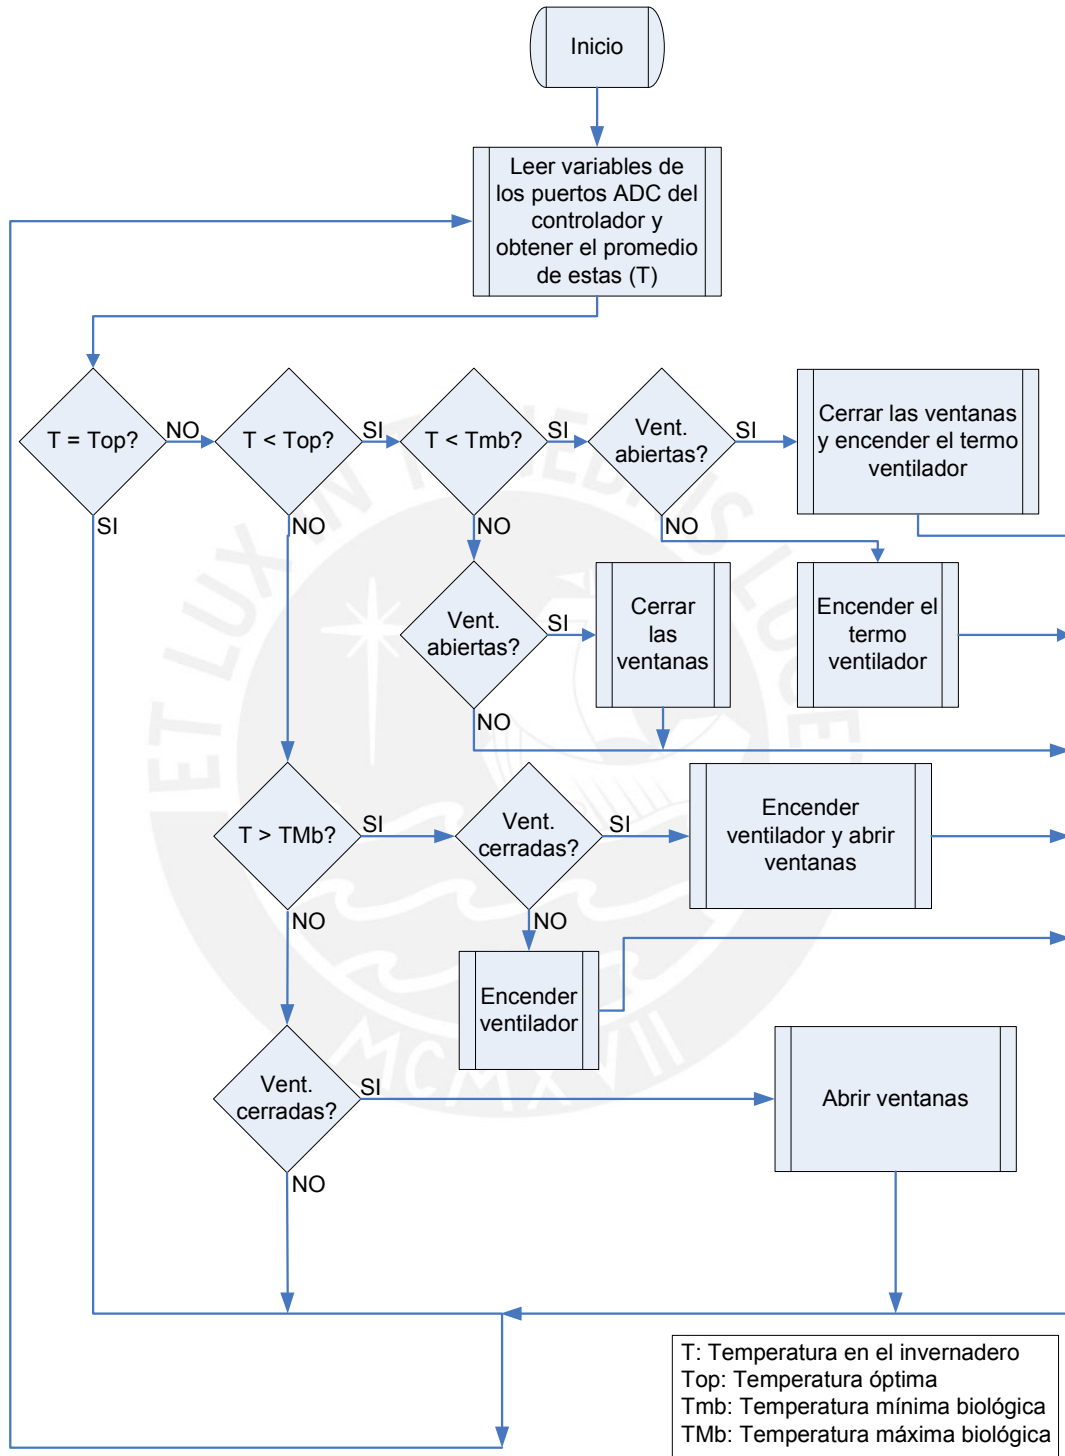 Inicio
Leer variables de
los puertos ADC del
controlador y
obtener el promedio
de estas (T)
T = Top?
NO
SI
T < Top?
SI
NO
T < Tmb?
SI
NO
Vent.
abiertas?
SI
NO
Cerrar las ventanas
y encender el termo
ventilador
Vent.
abiertas?
SI
NO
Cerrar
las
ventanas
Encender el
termo
ventilador
T > TMb?
SI
NO
Vent.
cerradas?
SI
NO
Encender
ventilador y abrir
ventanas
Encender
ventilador
Vent.
cerradas?
SI
NO
Abrir ventanas
T: Temperatura en el invernadero
Top: Temperatura óptima
Tmb: Temperatura mínima biológica
TMb: Temperatura máxima biológica
MCMXVII